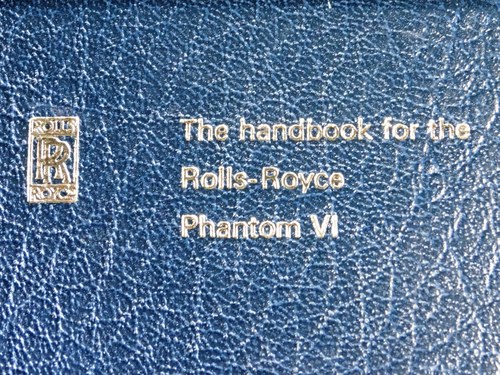 ROLLS
RR
ROYCE
The handbook for the
Rolls-Royce
Phantom VI